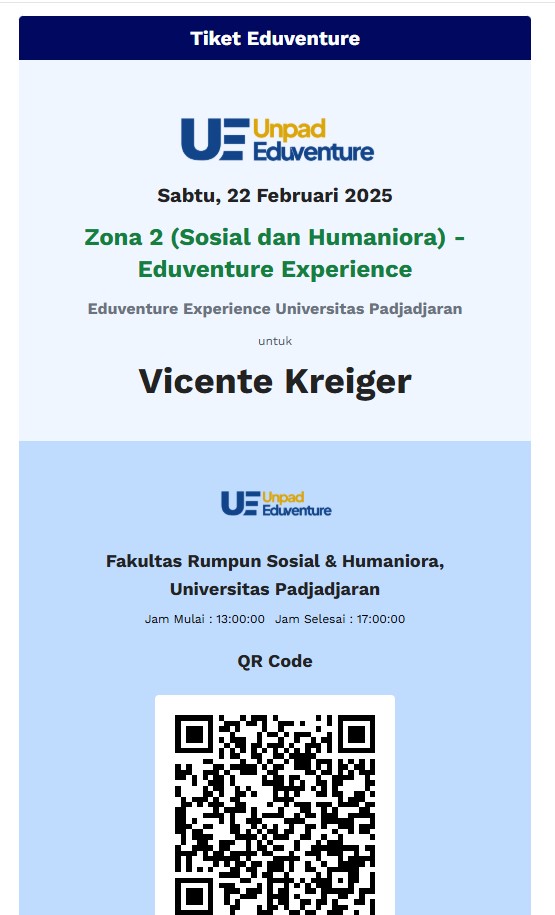 Tiket Eduventure
UE Unpad
Eduventure
Sabtu, 22 Februari 2025
Zona 2 (Sosial dan Humaniora) -
Eduventure Experience
Eduventure Experience Universitas Padjadjaran
untuk
Vicente Kreiger
UE Unpad
Eduventure
Fakultas Rumpun Sosial & Humaniora,
Universitas Padjadjaran
Jam Mulai : 13:00:00 Jam Selesai : 17:00:00
QR Code